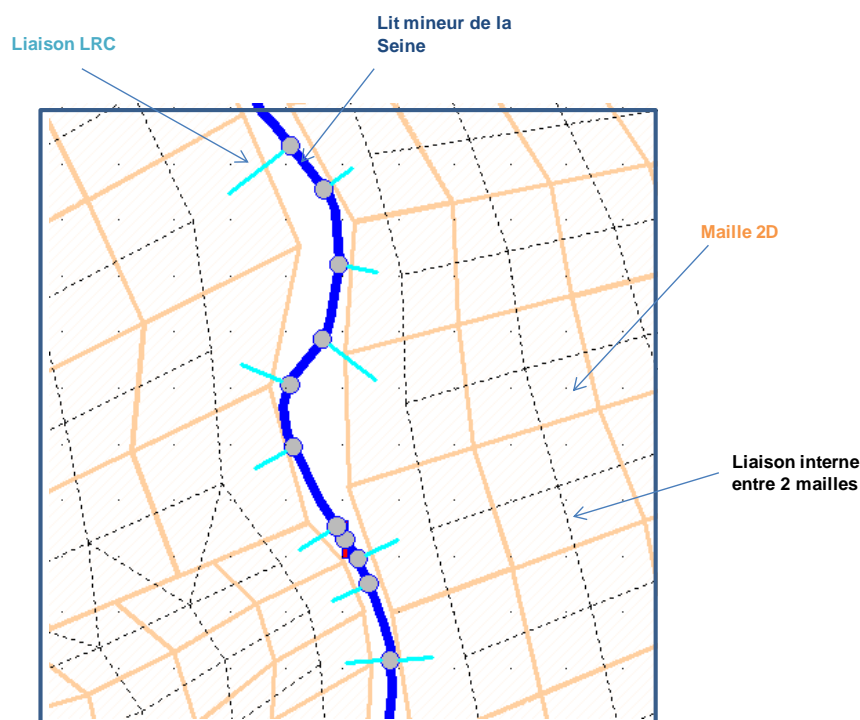 Lit mineur de la
Seine
Liaison LRC
Maille 2D
Liaison interne
entre 2 mailles